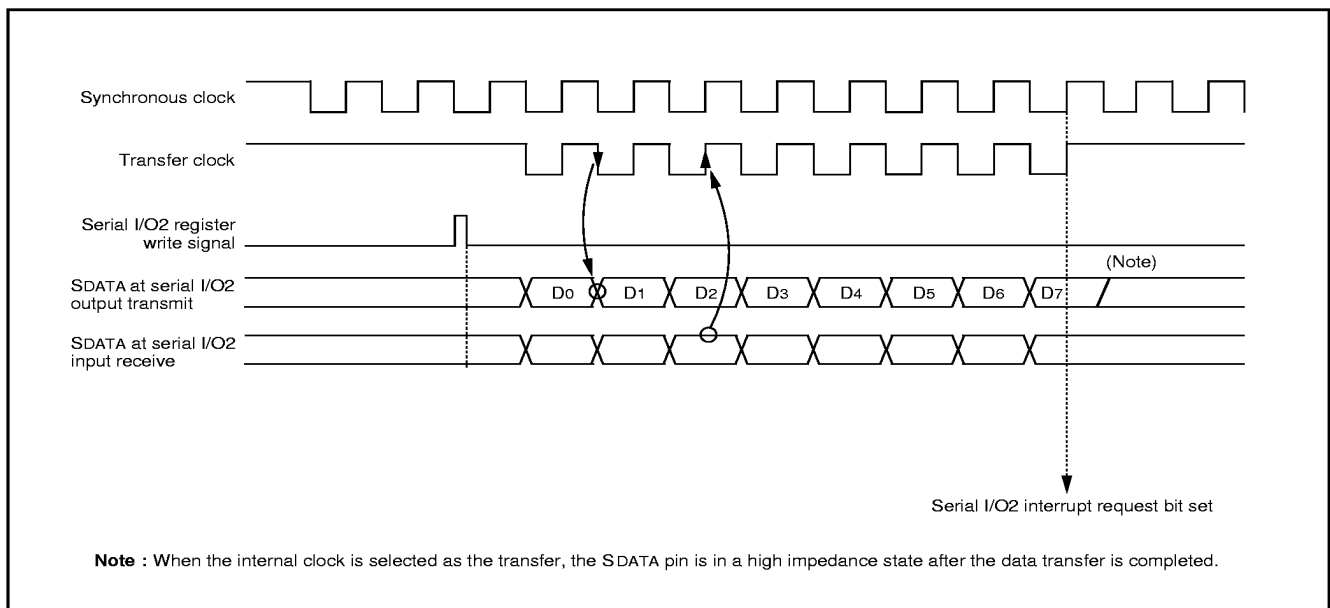 Synchronous clock
Transfer clock
Serial I/O2 register
write signal
(Note)
SDATA at serial I/O2
output transmit
D0 D1 D2 D3 D4 D5 D6 D7
SDATA at serial I/O2
input receive
Serial I/O2 interrupt request bit set
Note : When the internal clock is selected as the transfer, the SDATA pin is in a high impedance state after the data transfer is completed.